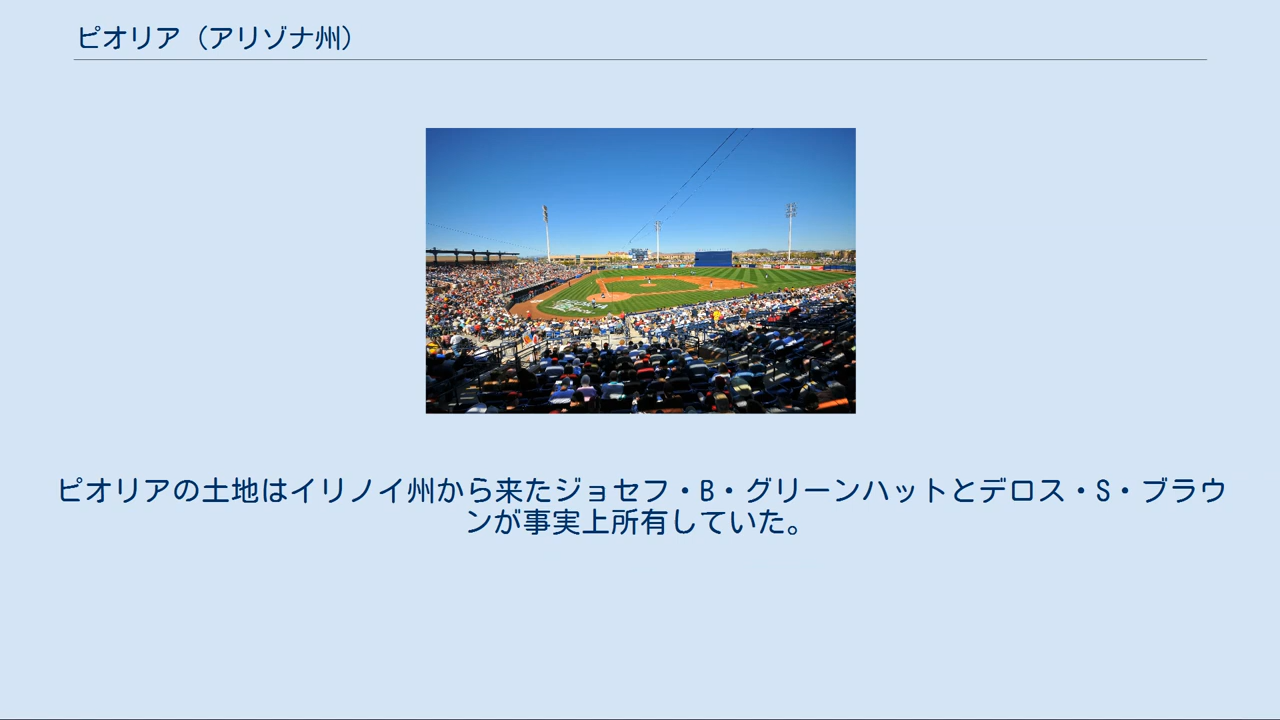 ピオリア（アリゾナ州）
ピオリアの土地はイリノイ州から来たジョセフ・B・グリーンハットとデロス・S・ブラウ
ンが事実上所有していた。